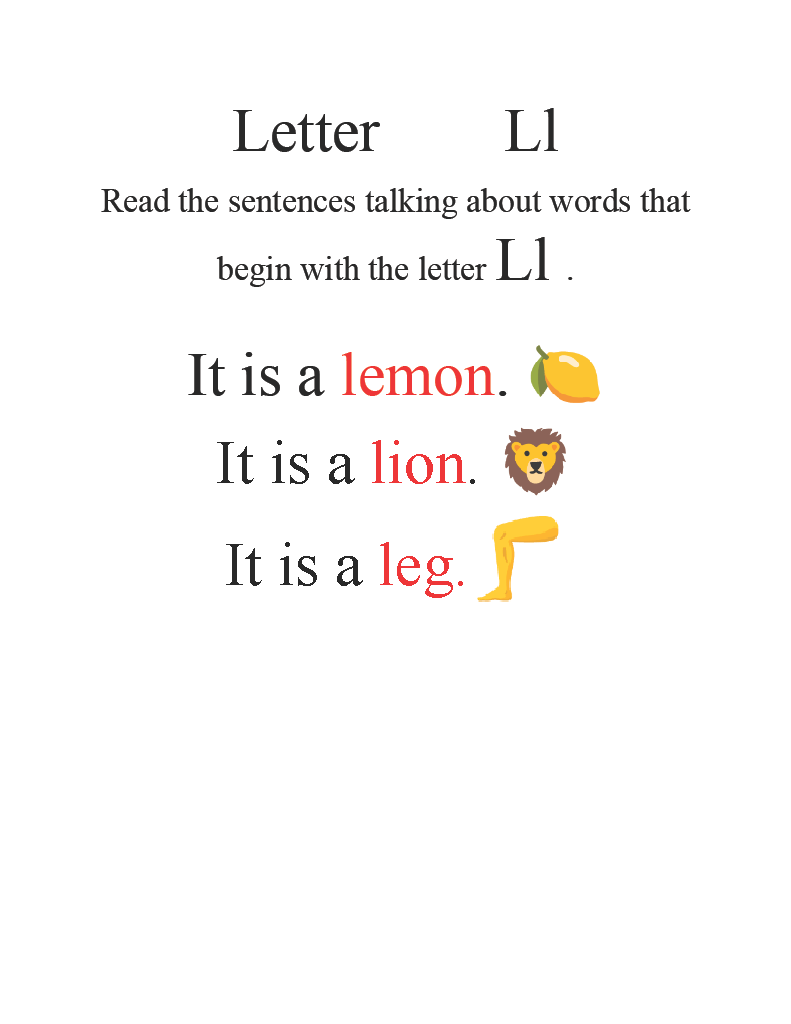 Letter Ll
Read the sentences talking about words that
begin with the letter Ll .
It is a lemon.
It is a lion.
It is a leg.